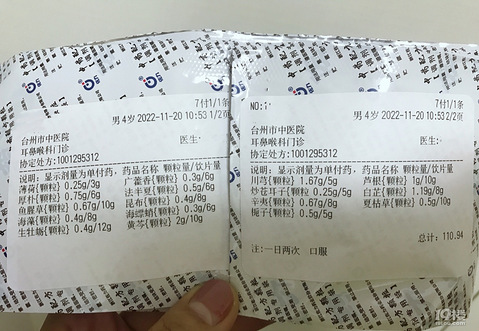 7付1/1条
男 4岁 2022-11-20 10:53 1/2页
台州市中医院
耳鼻喉科门诊 医生:
协定处方:1001295312
说明: 显示剂量为单付药, 药品名称 颗粒量/饮片量
薄荷(颗粒) 0.25g/3g 广藿香(颗粒) 0.3g/6g
厚朴(颗粒) 0.75g/6g 法半夏(颗粒) 0.5g/6g
鱼腥草(颗粒) 0.67g/10g 昆布(颗粒) 0.4g/8g
海藻(颗粒) 0.4g/8g 海螵蛸(颗粒) 0.3g/6g
生牡蛎(颗粒) 0.4g/12g 黄芩(颗粒) 2g/10g
NO: 7付1/1条
男 4岁 2022-11-20 10:53 2/2页
台州市中医院
耳鼻喉科门诊 医生:
协定处方:1001295312
说明: 显示剂量为单付药, 药品名称 颗粒量/饮片量
川芎(颗粒) 1.67g/5g 芦根(颗粒) 1g/10g
(颗粒) 0.25g/5g 白芷(颗粒) 1.19g/8g
辛夷(颗粒) 0.67g/8g 夏枯草(颗粒) 0.5g/10g
栀子(颗粒) 0.5g/5g
总计: 110.94
注: 一日两次 口服
19楼
19lou.com